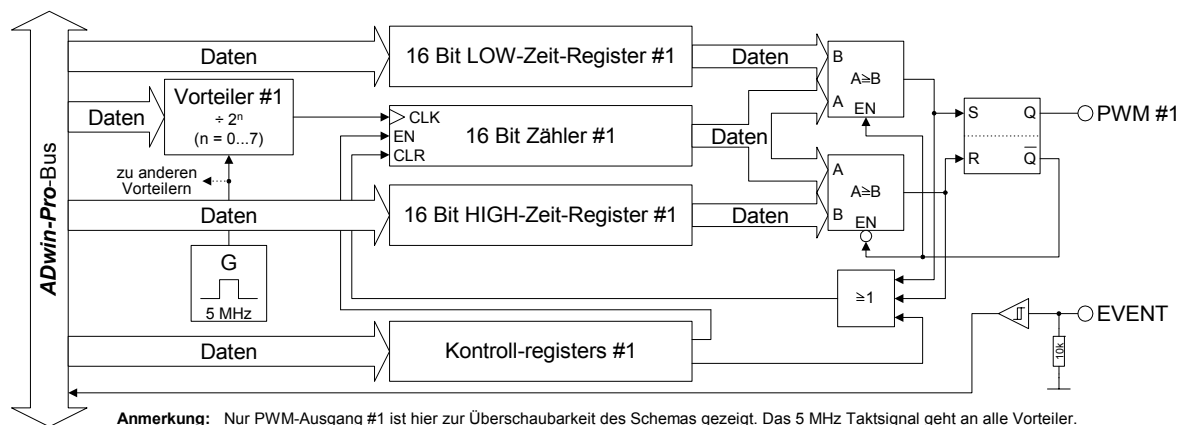 ADwin-Pro-Bus
Daten
16 Bit LOW-Zeit-Register #1
Daten
B
A≥B
A
EN
Daten
Vorteiler #1
÷ 2ⁿ
(n = 0...7)
CLK
EN
CLR
16 Bit Zähler #1
Daten
S
Q
R
Q̅
PWM #1
zu anderen
Vorteilern
A
A≥B
B
EN
Daten
16 Bit HIGH-Zeit-Register #1
Daten
G
5 MHz
≥1
EVENT
10k
Daten
Kontroll-registers #1
Anmerkung: Nur PWM-Ausgang #1 ist hier zur Überschaubarkeit des Schemas gezeigt. Das 5 MHz Taktsignal geht an alle Vorteiler.